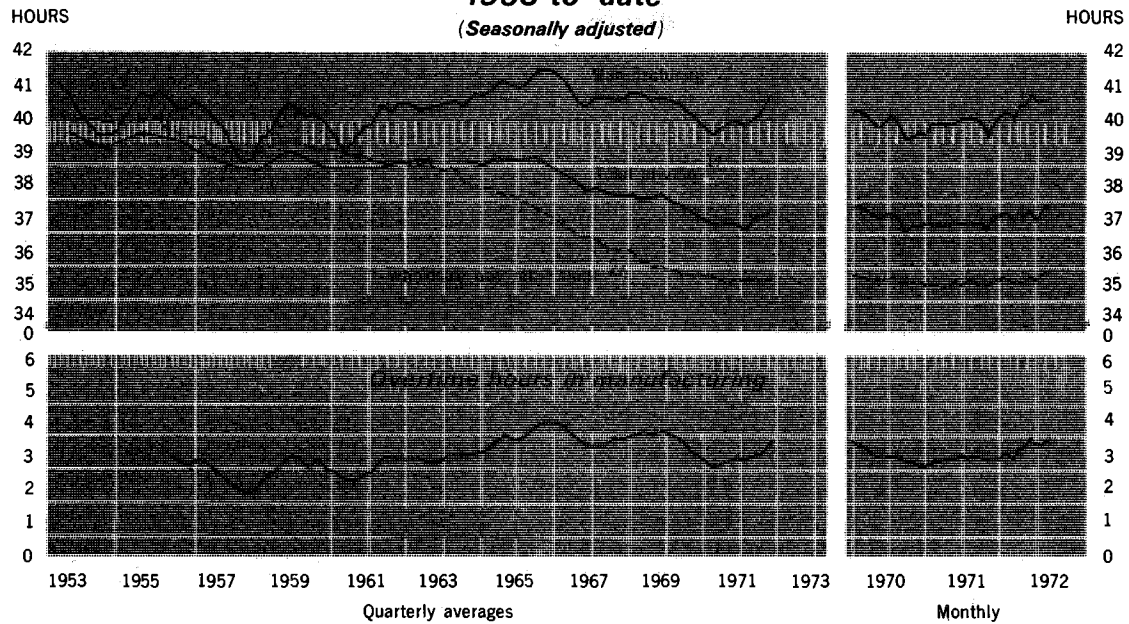 1953 to date
(Seasonally adjusted)
HOURS HOURS
42 42
41 Manufacturing 41
40 40
39 39
38 Total private 38
37 37
36 36
35 35
34 34
0 0
6 6
5 Overtime hours in manufacturing 5
4 4
3 3
2 2
1 1
0 0
1953 1955 1957 1959 1961 1963 1965 1967 1969 1971 1973 1970 1971 1972
Quarterly averages Monthly